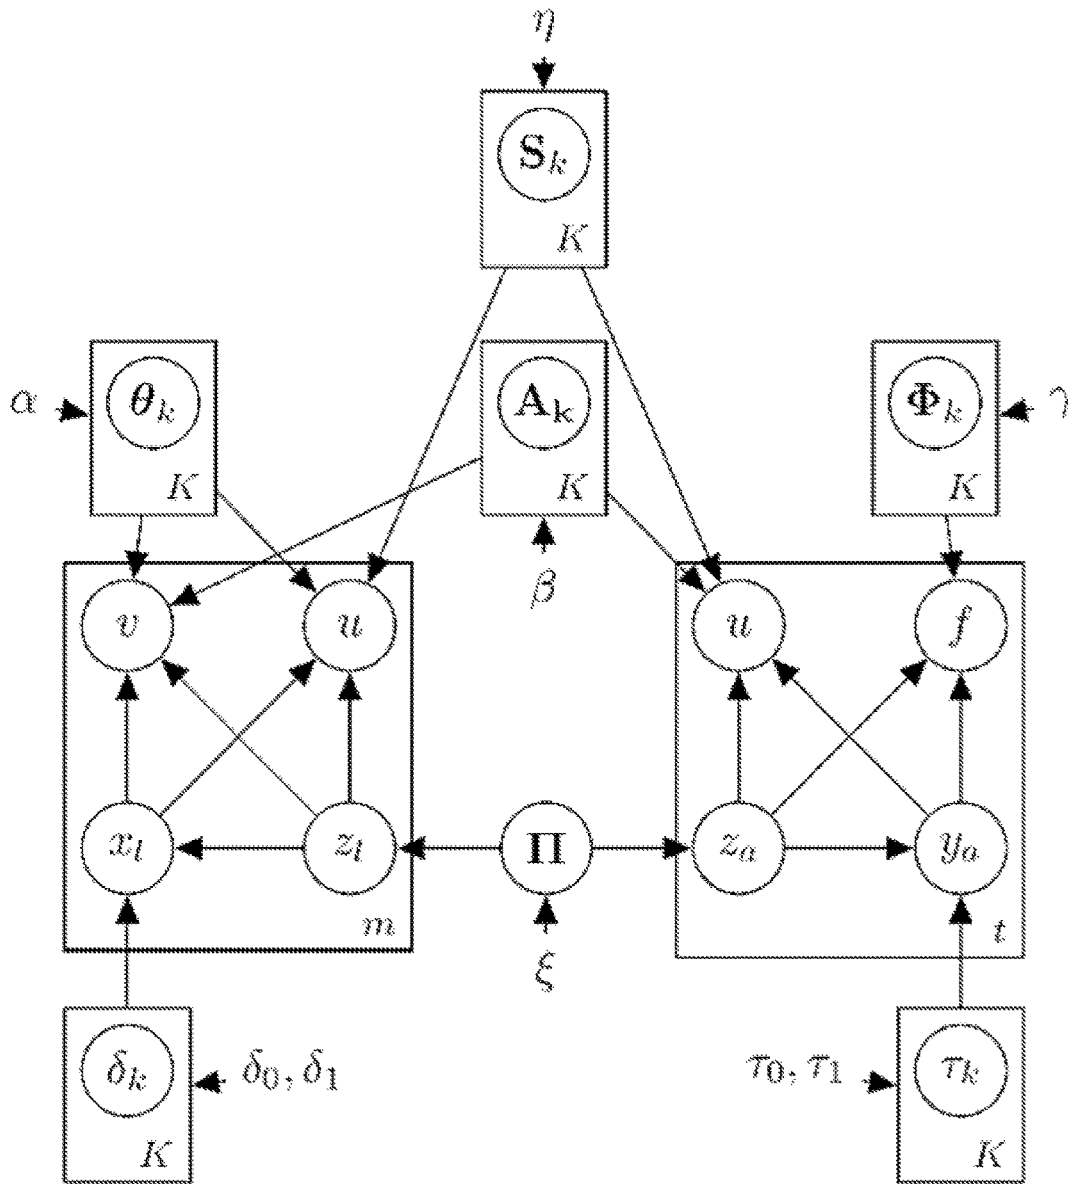 η
S_k
K
α θ_k A_k Φ_k γ
K K K
β
v u u f
x_l z_l Π z_a y_a
m t
ξ
δ_k δ_0, δ_1 τ_0, τ_1 τ_k
K K